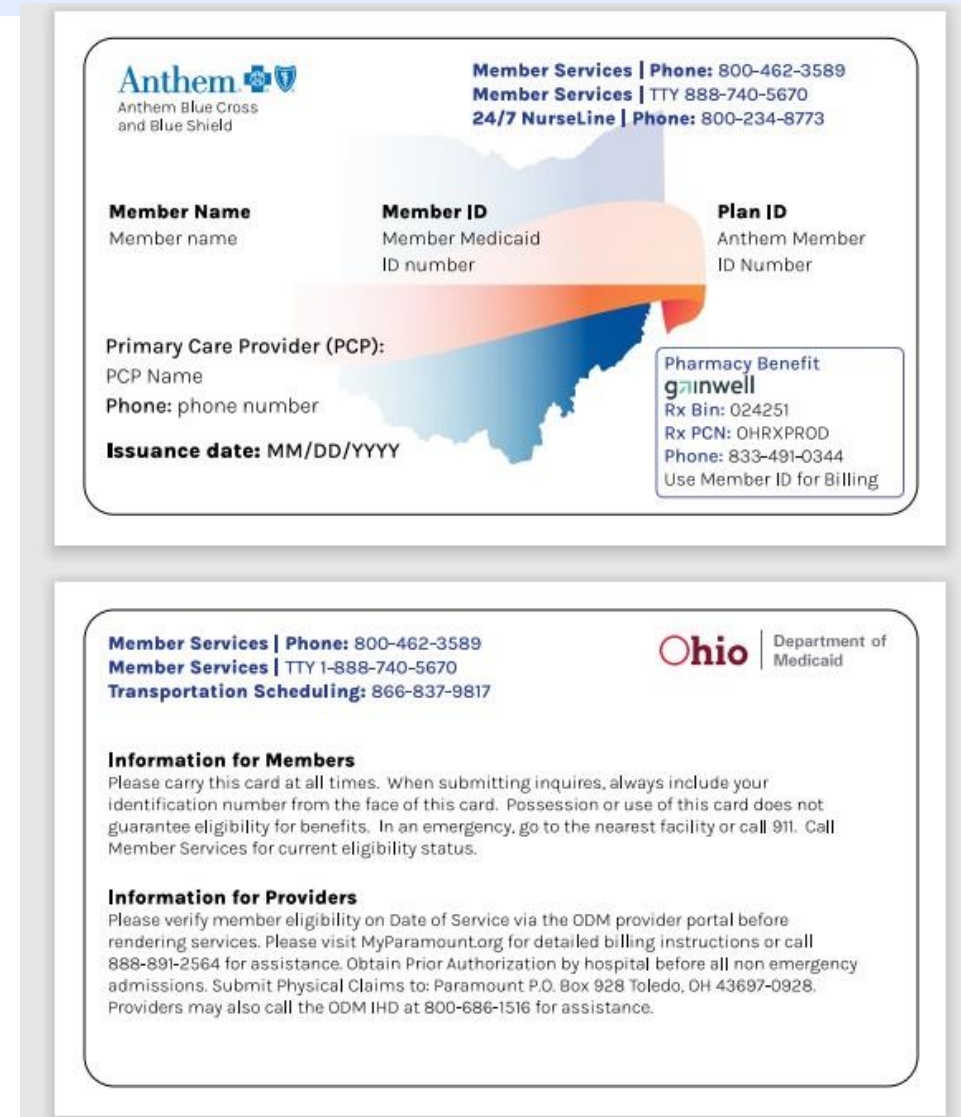 Anthem
Anthem Blue Cross
and Blue Shield
Member Services | Phone: 800-462-3589
Member Services | TTY 888-740-5670
24/7 NurseLine | Phone: 800-234-8773
Member Name
Member name
Member ID
Member Medicaid
ID number
Plan ID
Anthem Member
ID Number
Primary Care Provider (PCP):
PCP Name
Phone: phone number
Issuance date: MM/DD/YYYY
Pharmacy Benefit
gainwell
Rx Bin: 024251
Rx PCN: OHRXPROD
Phone: 833-491-0344
Use Member ID for Billing
Member Services | Phone: 800-462-3589
Member Services | TTY 1-888-740-5670
Transportation Scheduling: 866-837-9817
Ohio
Department of
Medicaid
Information for Members
Please carry this card at all times. When submitting inquires, always include your
identification number from the face of this card. Possession or use of this card does not
guarantee eligibility for benefits. In an emergency, go to the nearest facility or call 911. Call
Member Services for current eligibility status.
Information for Providers
Please verify member eligibility on Date of Service via the ODM provider portal before
rendering services. Please visit MyParamount.org for detailed billing instructions or call
888-891-2564 for assistance. Obtain Prior Authorization by hospital before all non emergency
admissions. Submit Physical Claims to: Paramount P.O. Box 928 Toledo, OH 43697-0928.
Providers may also call the ODM IHD at 800-686-1516 for assistance.